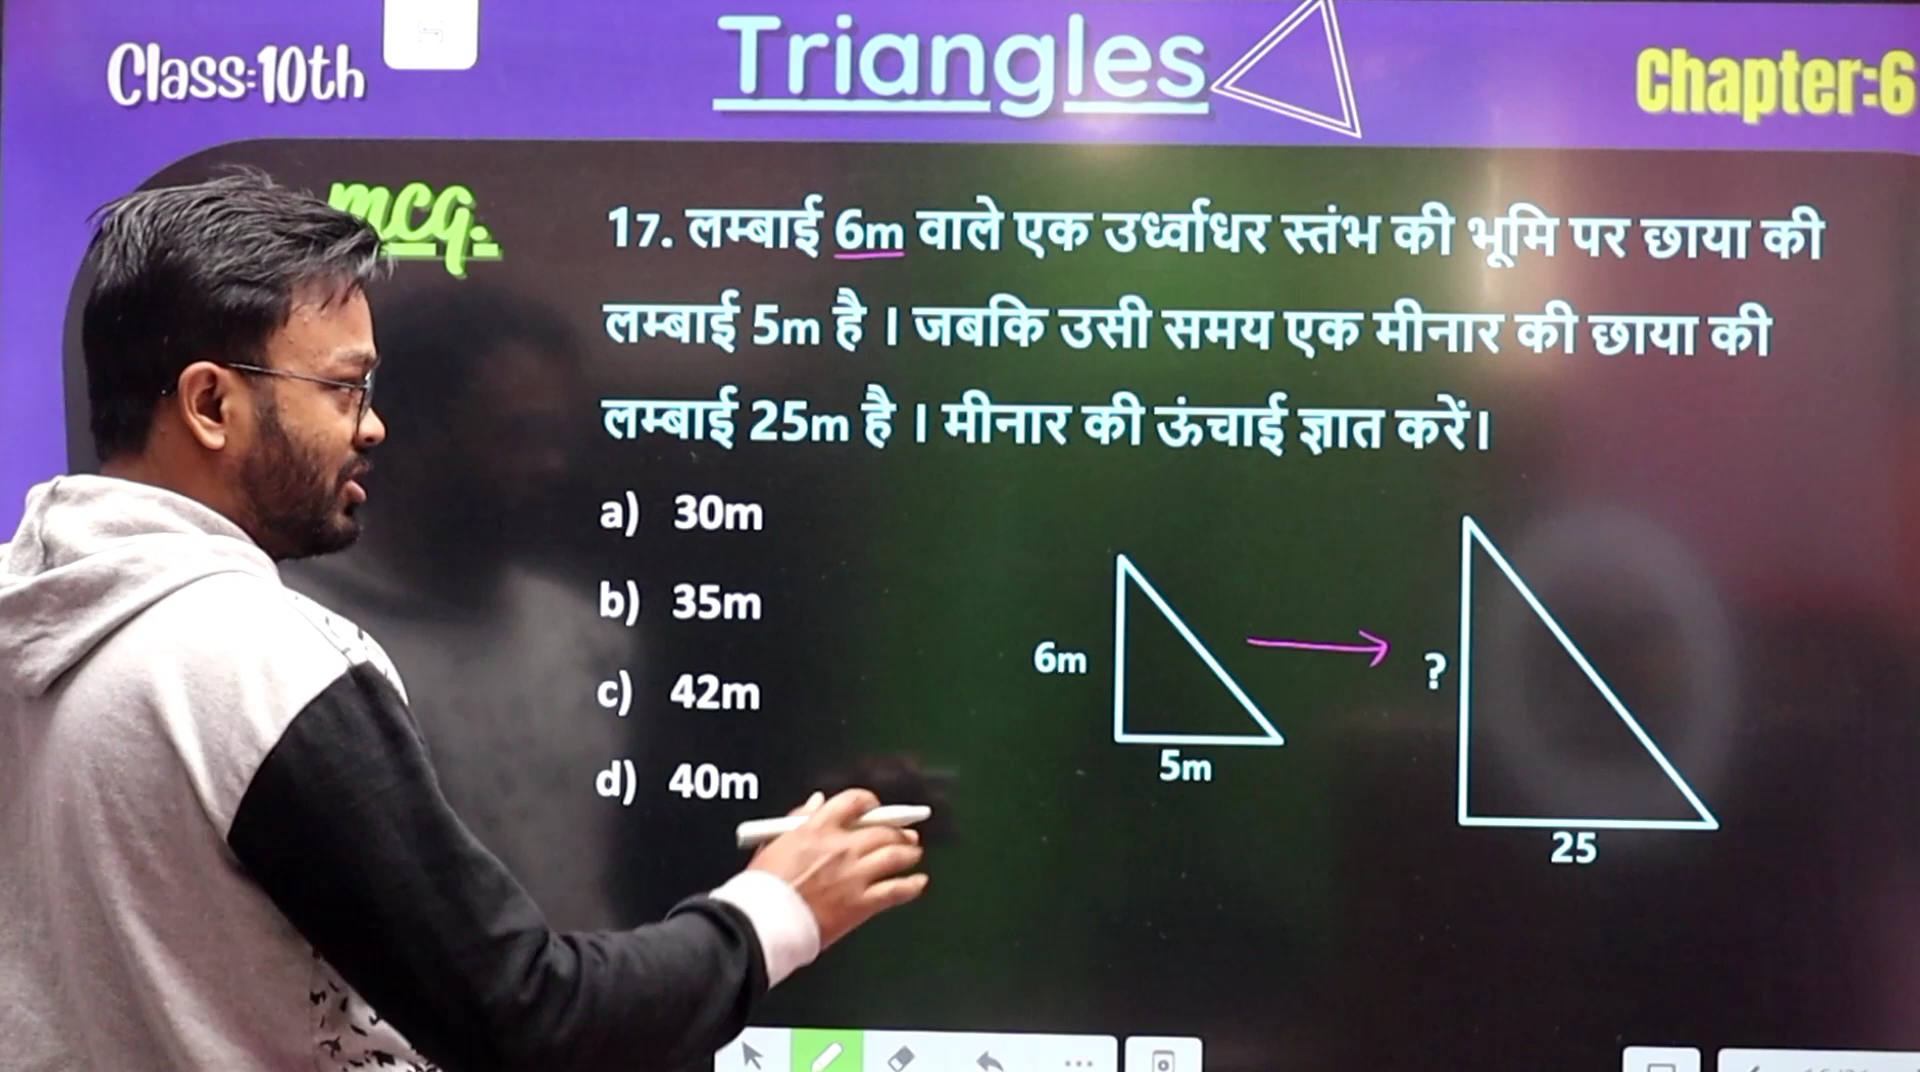 Class:10th
Triangles
Chapter:6
mcq.
17. लम्बाई 6m वाले एक उर्ध्वाधर स्तंभ की भूमि पर छाया की
लम्बाई 5m है । जबकि उसी समय एक मीनार की छाया की
लम्बाई 25m है । मीनार की ऊंचाई ज्ञात करें।
a) 30m
b) 35m
c) 42m
d) 40m
6m
5m
?
25